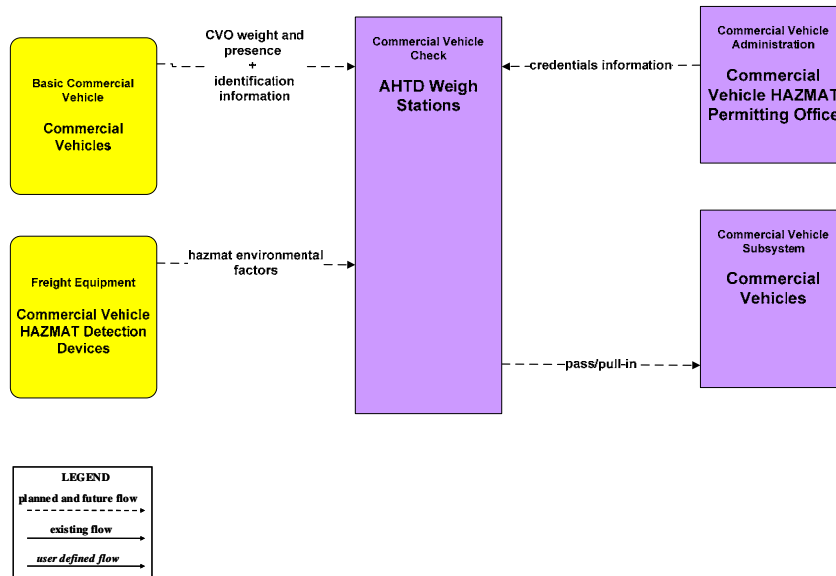 Basic Commercial
Vehicle
Commercial
Vehicles
CVO weight and
presence
+
identification
information
Commercial Vehicle
Check
AHTD Weigh
Stations
credentials information
Commercial Vehicle
Administration
Commercial
Vehicle HAZMAT
Permitting Office
Freight Equipment
Commercial Vehicle
HAZMAT Detection
Devices
hazmat environmental
factors
Commercial Vehicle
Subsystem
Commercial
Vehicles
pass/pull-in
LEGEND
planned and future flow
existing flow
user defined flow